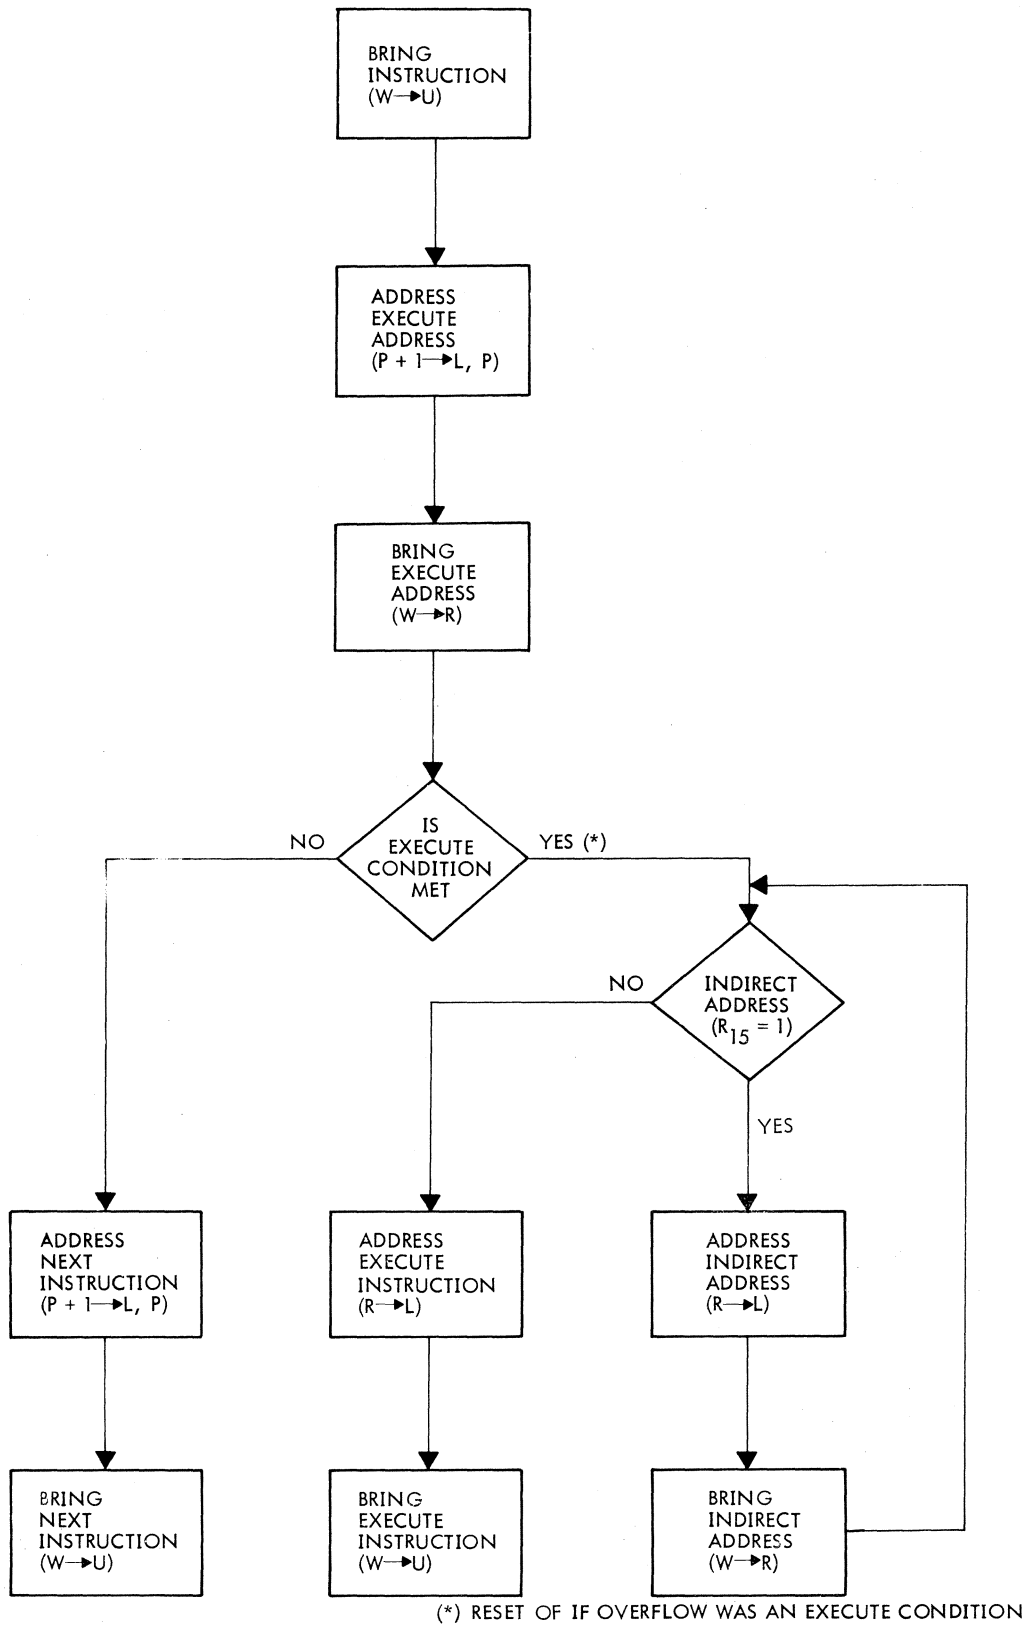 BRING
INSTRUCTION
(W→U)
ADDRESS
EXECUTE
ADDRESS
(P + 1→L, P)
BRING
EXECUTE
ADDRESS
(W→R)
IS
EXECUTE
CONDITION
MET
NO
YES (*)
INDIRECT
ADDRESS
(R15 = 1)
NO
YES
ADDRESS
NEXT
INSTRUCTION
(P + 1→L, P)
ADDRESS
EXECUTE
INSTRUCTION
(R→L)
ADDRESS
INDIRECT
ADDRESS
(R→L)
BRING
NEXT
INSTRUCTION
(W→U)
BRING
EXECUTE
INSTRUCTION
(W→U)
BRING
INDIRECT
ADDRESS
(W→R)
(*) RESET OF IF OVERFLOW WAS AN EXECUTE CONDITION